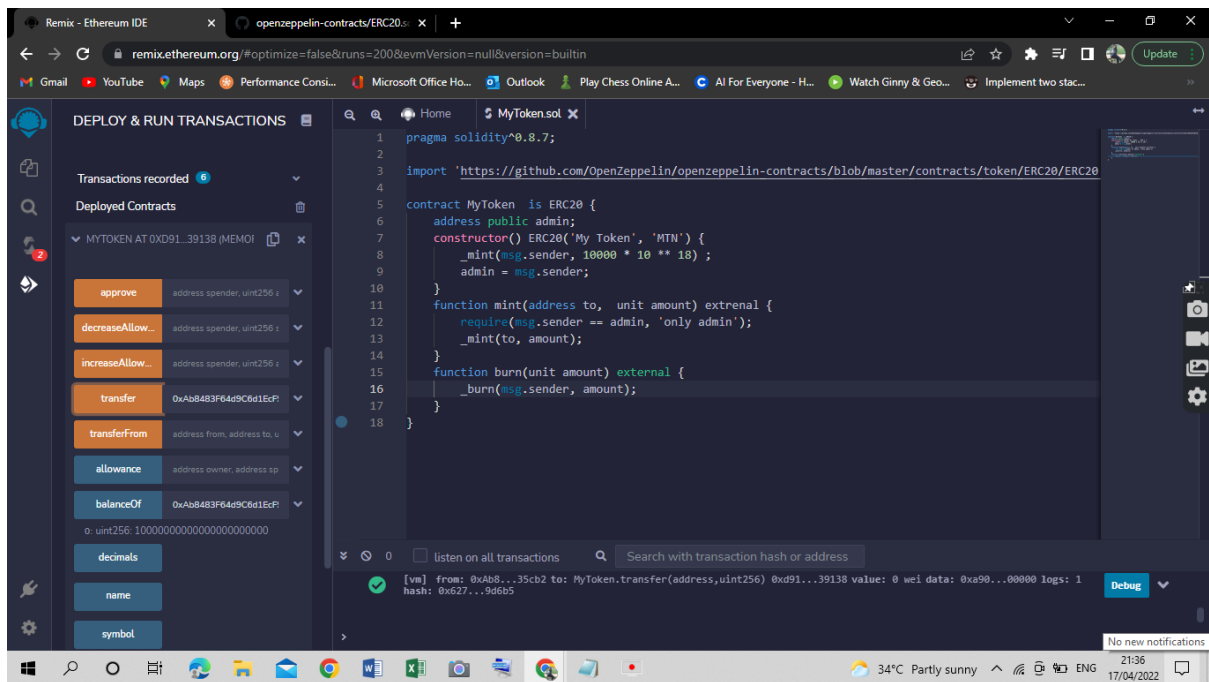 Remix - Ethereum IDE
openzeppelin-contracts/ERC20.s
remix.ethereum.org/#optimize=false&runs=200&evmVersion=null&version=builtin
Update
Gmail YouTube Maps Performance Consi... Microsoft Office Ho... Outlook Play Chess Online A... AI For Everyone - H... Watch Ginny & Geo... Implement two stac...
DEPLOY & RUN TRANSACTIONS
Transactions recorded 6
Deployed Contracts
MYTOKEN AT 0XD91...39138 (MEMOF
2
approve address spender, uint256 a
decreaseAllow... address spender, uint256 s
increaseAllow... address spender, uint256 a
transfer 0xAb8483F64d9C6d1EcF
transferFrom address from, address to, u
allowance address owner, address sp
balanceOf 0xAb8483F64d9C6d1EcF
decimals
name
symbol
Home MyToken.sol
1 pragma solidity^0.8.7;
2
3 import 'https://github.com/OpenZeppelin/openzeppelin-contracts/blob/master/contracts/token/ERC20/ERC20
4
5 contract MyToken is ERC20 {
6 address public admin;
7 constructor() ERC20('My Token', 'MTN') {
8 _mint(msg.sender, 10000 * 10 ** 18) ;
9 admin = msg.sender;
10 }
11 function mint(address to, unit amount) extrenal {
12 require(msg.sender == admin, 'only admin');
13 _mint(to, amount);
14 }
15 function burn(unit amount) external {
16 _burn(msg.sender, amount);
17 }
18 }
0 listen on all transactions Search with transaction hash or address
[vm] from: 0xAb8...35cb2 to: MyToken.transfer(address,uint256) 0xd91...39138 value: 0 wei data: 0xa90...00000 logs: 1
hash: 0x627...9d6b5
Debug
>
No new notifications
34°C Partly sunny ENG 21:36
17/04/2022